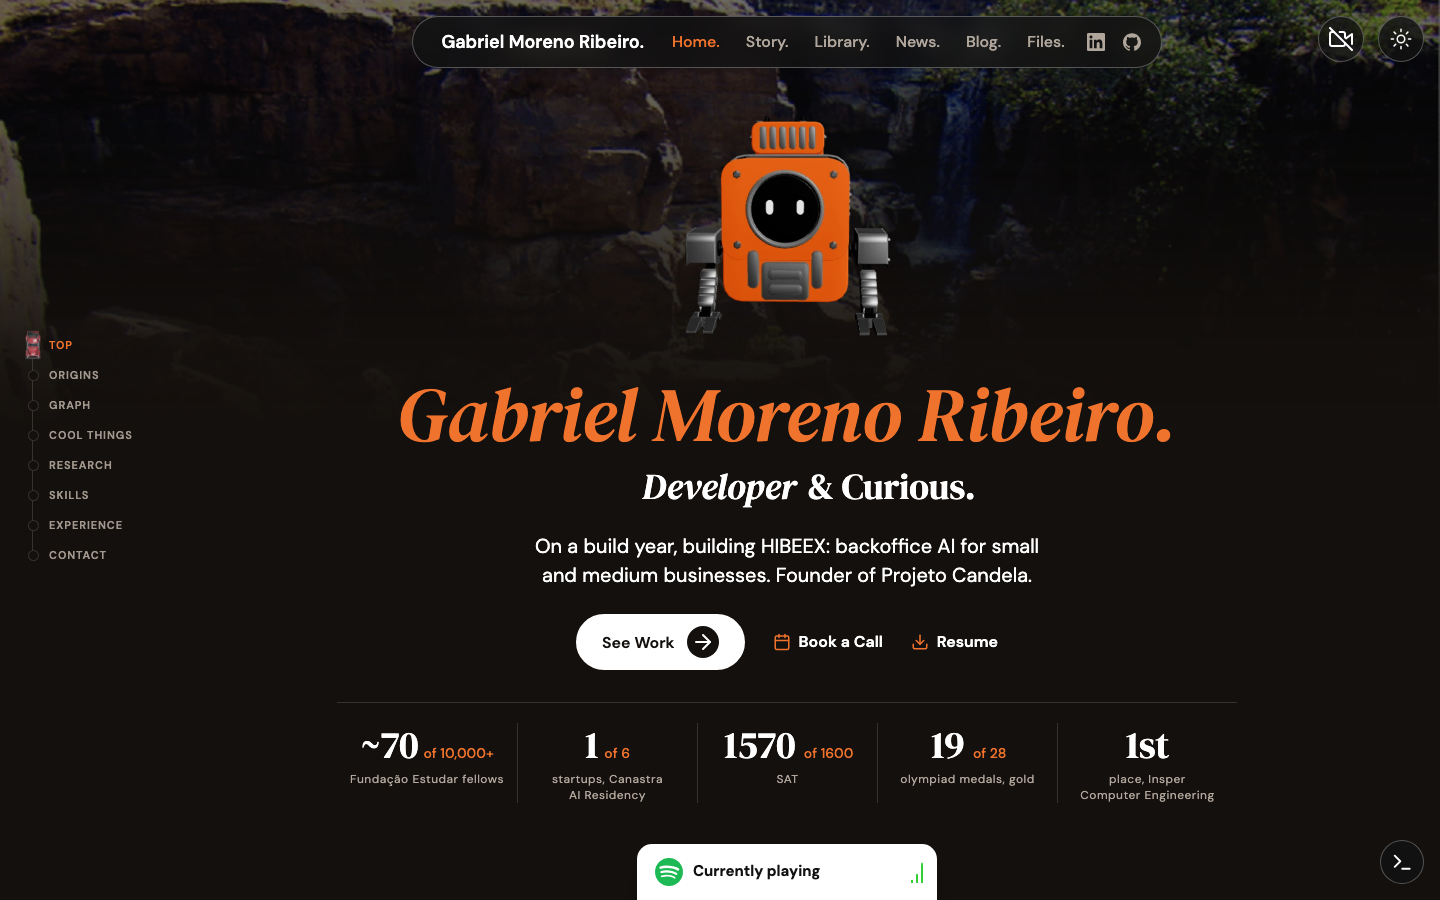 Gabriel Moreno Ribeiro. Home. Story. Library. News. Blog. Files.
TOP
ORIGINS
GRAPH
COOL THINGS
RESEARCH
SKILLS
EXPERIENCE
CONTACT
Gabriel Moreno Ribeiro.
Developer & Curious.
On a build year, building HIBEEX: backoffice AI for small
and medium businesses. Founder of Projeto Candela.
See Work Book a Call Resume
~70 of 10,000+
Fundação Estudar fellows
1 of 6
startups, Canastra
AI Residency
1570 of 1600
SAT
19 of 28
olympiad medals, gold
1st
place, Insper
Computer Engineering
Currently playing